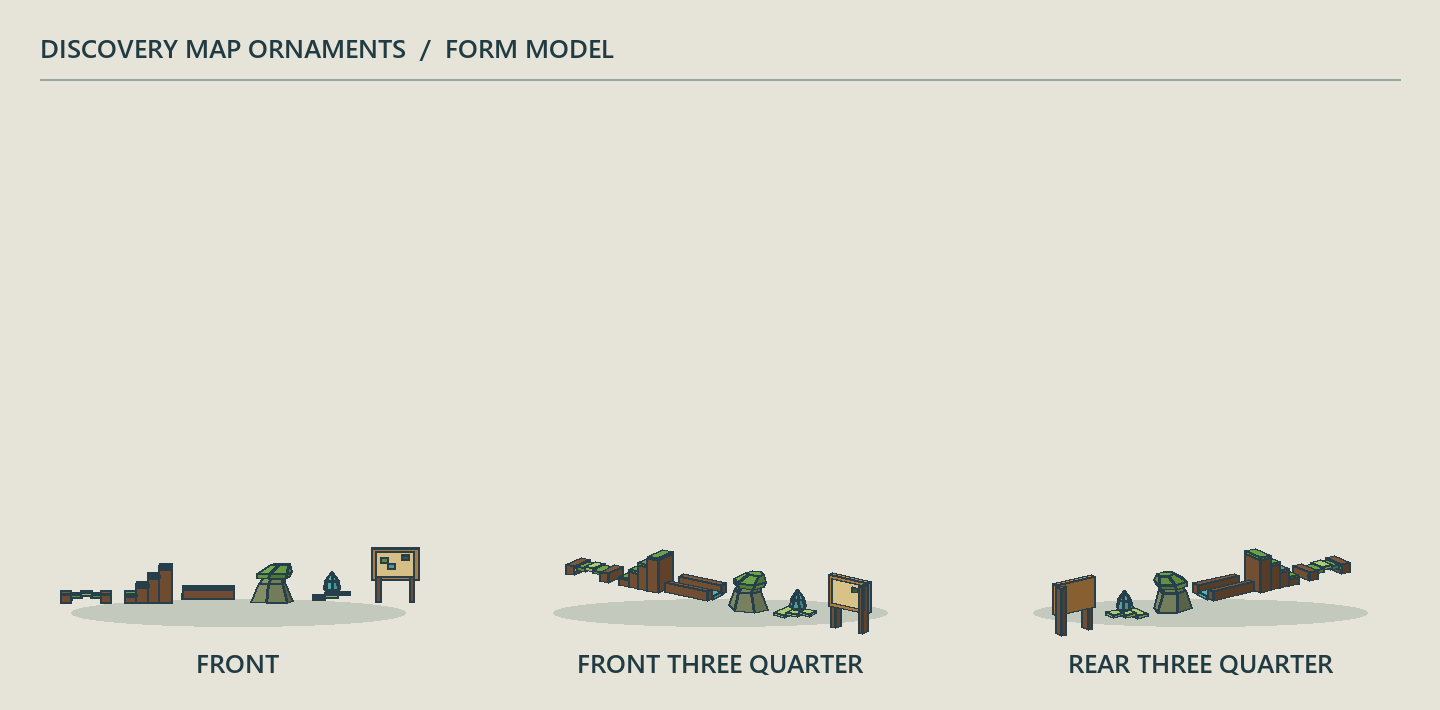 DISCOVERY MAP ORNAMENTS / FORM MODEL
FRONT
FRONT THREE QUARTER
REAR THREE QUARTER